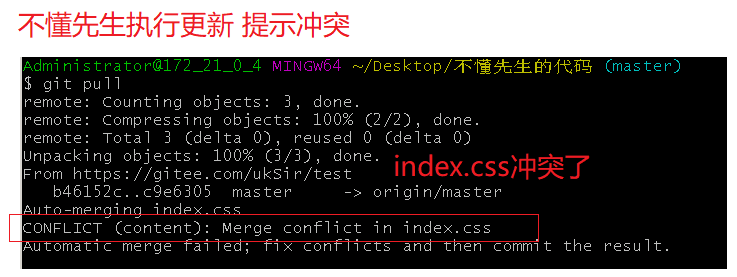 不懂先生执行更新 提示冲突
Administrator@172_21_0_4 MINGW64 ~/Desktop/不懂先生的代码 (master)
$ git pull
remote: Counting objects: 3, done.
remote: Compressing objects: 100% (2/2), done.
remote: Total 3 (delta 0), reused 0 (delta 0)
Unpacking objects: 100% (3/3), done.
index.css冲突了
From https://gitee.com/ukSir/test
b46152c..c9e6305 master -> origin/master
Auto-merging index.css
CONFLICT (content): Merge conflict in index.css
Automatic merge failed; fix conflicts and then commit the result.